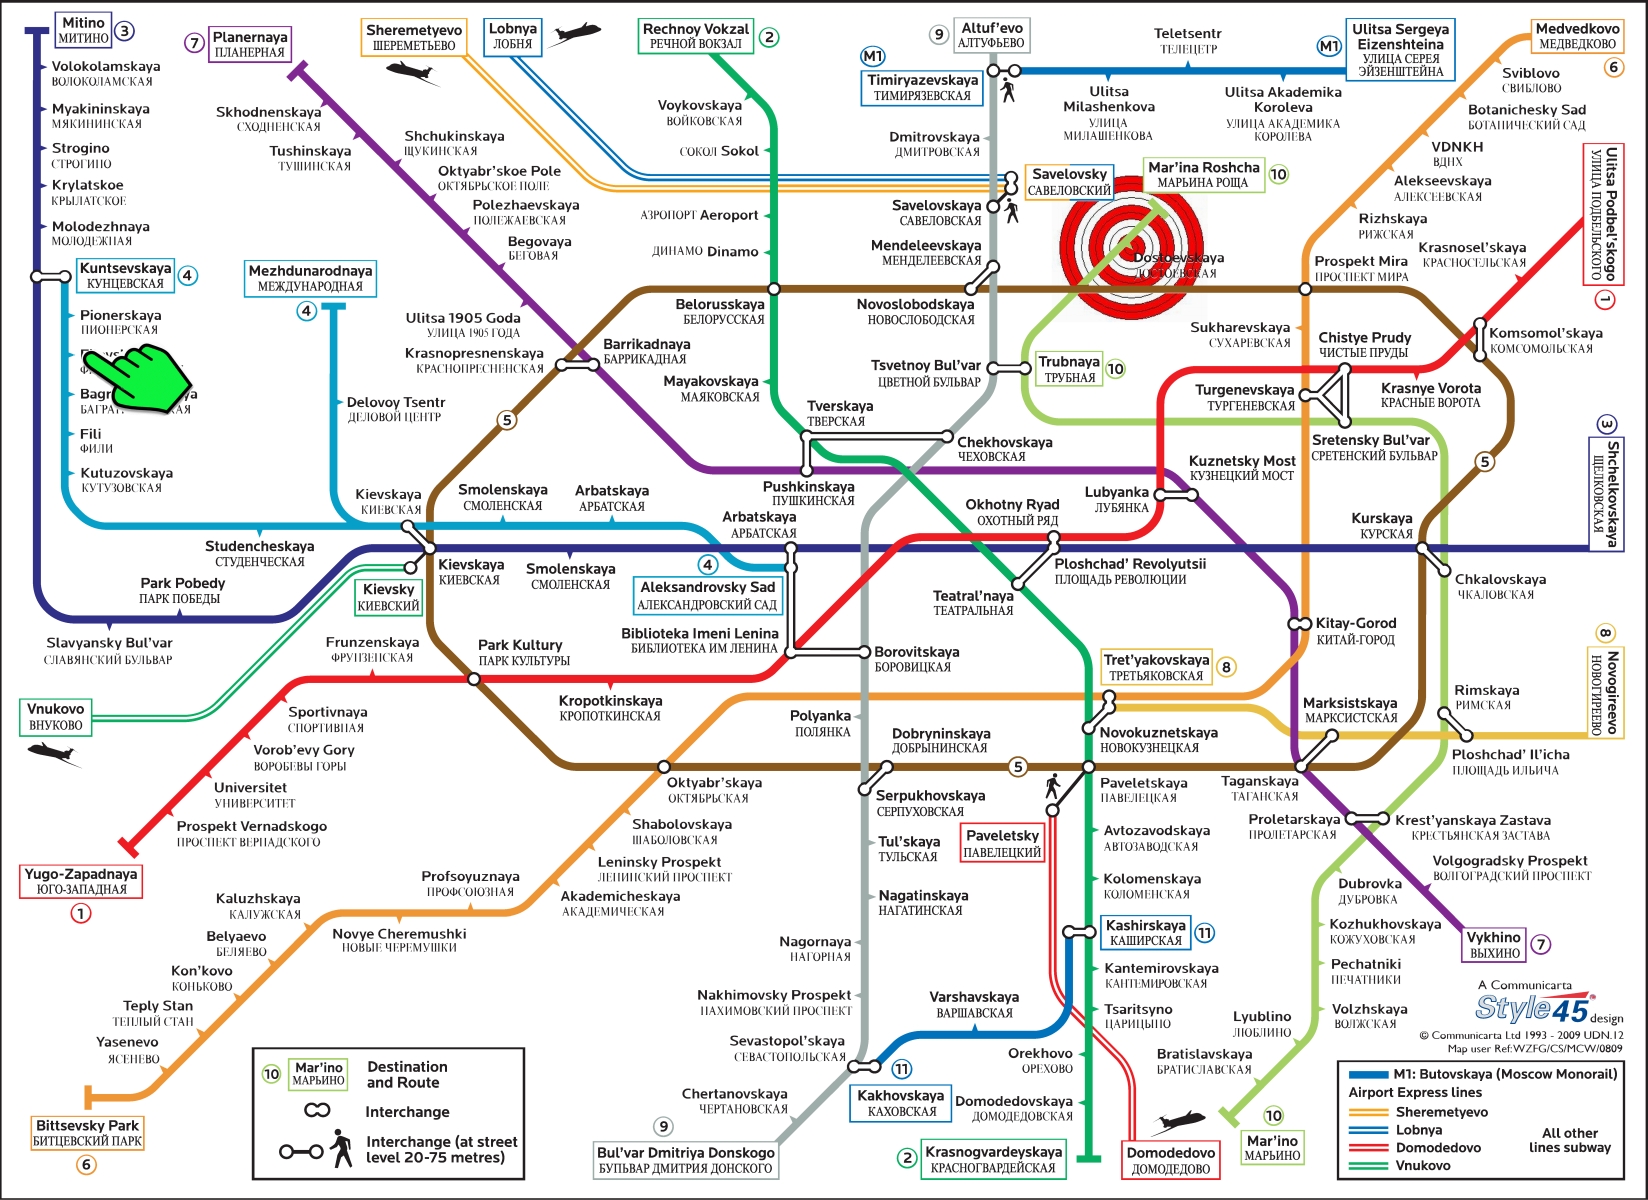 Mitino
МИТИНО
3
Volokolamskaya
ВОЛОКОЛАМСКАЯ
Myakininskaya
МЯКИНИНСКАЯ
Strogino
СТРОГИНО
Krylatskoe
КРЫЛАТСКОЕ
Molodezhnaya
МОЛОДЕЖНАЯ
Kuntsevskaya
КУНЦЕВСКАЯ
4
Pionerskaya
ПИОНЕРСКАЯ
Fili
ФИЛИ
Kutuzovskaya
КУТУЗОВСКАЯ
Studencheskaya
СТУДЕНЧЕСКАЯ
Park Pobedy
ПАРК ПОБЕДЫ
Slavyansky Bul'var
СЛАВЯНСКИЙ БУЛЬВАР
7
Planernaya
ПЛАНЕРНАЯ
Skhodnenskaya
СХОДНЕНСКАЯ
Tushinskaya
ТУШИНСКАЯ
Shchukinskaya
ЩУКИНСКАЯ
Oktyabr'skoe Pole
ОКТЯБРЬСКОЕ ПОЛЕ
Polezhaevskaya
ПОЛЕЖАЕВСКАЯ
Begovaya
БЕГОВАЯ
Ulitsa 1905 Goda
УЛИЦА 1905 ГОДА
Krasnopresnenskaya
КРАСНОПРЕСНЕНСКАЯ
Barrikadnaya
БАРРИКАДНАЯ
Mezhdunarodnaya
МЕЖДУНАРОДНАЯ
4
Delovoy Tsentr
ДЕЛОВОЙ ЦЕНТР
5
Sheremetyevo
ШЕРЕМЕТЬЕВО
Lobnya
ЛОБНЯ
Rechnoy Vokzal
РЕЧНОЙ ВОКЗАЛ
2
Voykovskaya
ВОЙКОВСКАЯ
СОКОЛ Sokol
АЭРОПОРТ Aeroport
ДИНАМО Dinamo
Belorusskaya
БЕЛОРУССКАЯ
Mayakovskaya
МАЯКОВСКАЯ
Tverskaya
ТВЕРСКАЯ
Pushkinskaya
ПУШКИНСКАЯ
Chekhovskaya
ЧЕХОВСКАЯ
9
Altuf'evo
АЛТУФЬЕВО
M1
Timiryazevskaya
ТИМИРЯЗЕВСКАЯ
Dmitrovskaya
ДМИТРОВСКАЯ
Savelovsky
САВЕЛОВСКИЙ
Savelovskaya
САВЕЛОВСКАЯ
Mendeleevskaya
МЕНДЕЛЕЕВСКАЯ
Novoslobodskaya
НОВОСЛОБОДСКАЯ
Tsvetnoy Bul'var
ЦВЕТНОЙ БУЛЬВАР
Trubnaya
ТРУБНАЯ
10
Teletsentr
ТЕЛЕЦЕТР
Ulitsa
Milashenkova
УЛИЦА
МИЛАШЕНКОВА
Ulitsa Akademika
Koroleva
УЛИЦА АКАДЕМИКА
КОРОЛЕВА
M1
Ulitsa Sergeya
Eizenshteina
УЛИЦА СЕРЕЯ
ЭЙЗЕНШТЕЙНА
Mar'ina Roshcha
МАРЬИНА РОЩА
10
Dostoevskaya
ДОСТОЕВСКАЯ
Medvedkovo
МЕДВЕДКОВО
6
Sviblovo
СВИБЛОВО
Botanichesky Sad
БОТАНИЧЕСКИЙ САД
VDNKH
ВДНХ
Alekseevskaya
АЛЕКСЕЕВСКАЯ
Rizhskaya
РИЖСКАЯ
Prospekt Mira
ПРОСПЕКТ МИРА
Sukharevskaya
СУХАРЕВСКАЯ
Turgenevskaya
ТУРГЕНЕВСКАЯ
Chistye Prudy
ЧИСТЫЕ ПРУДЫ
Sretensky Bul'var
СРЕТЕНСКИЙ БУЛЬВАР
Krasnye Vorota
КРАСНЫЕ ВОРОТА
Komsomol'skaya
КОМСОМОЛЬСКАЯ
Krasnosel'skaya
КРАСНОСЕЛЬСКАЯ
Ulitsa Podbel'skogo
УЛИЦА ПОДБЕЛЬСКОГО
1
5
3
Shchelkovskaya
ЩЕЛКОВСКАЯ
Kuznetsky Most
КУЗНЕЦКИЙ МОСТ
Lubyanka
ЛУБЯНКА
Okhotny Ryad
ОХОТНЫЙ РЯД
Ploshchad' Revolyutsii
ПЛОЩАДЬ РЕВОЛЮЦИИ
Teatral'naya
ТЕАТРАЛЬНАЯ
Kurskaya
КУРСКАЯ
Chkalovskaya
ЧКАЛОВСКАЯ
Kievskaya
КИЕВСКАЯ
Smolenskaya
СМОЛЕНСКАЯ
Arbatskaya
АРБАТСКАЯ
Arbatskaya
АРБАТСКАЯ
Kievskaya
КИЕВСКАЯ
Smolenskaya
СМОЛЕНСКАЯ
4
Aleksandrovsky Sad
АЛЕКСАНДРОВСКИЙ САД
Biblioteka Imeni Lenina
БИБЛИОТЕКА ИМ ЛЕНИНА
Borovitskaya
БОРОВИЦКАЯ
Kievsky
КИЕВСКИЙ
Vnukovo
ВНУКОВО
Frunzenskaya
ФРУНЗЕНСКАЯ
Park Kultury
ПАРК КУЛЬТУРЫ
Kropotkinskaya
КРОПОТКИНСКАЯ
Sportivnaya
СПОРТИВНАЯ
Vorob'evy Gory
ВОРОБЕВЫ ГОРЫ
Universitet
УНИВЕРСИТЕТ
Prospekt Vernadskogo
ПРОСПЕКТ ВЕРНАДСКОГО
Yugo-Zapadnaya
ЮГО-ЗАПАДНАЯ
1
Kitay-Gorod
КИТАЙ-ГОРОД
Tret'yakovskaya
ТРЕТЬЯКОВСКАЯ
8
Novokuznetskaya
НОВОКУЗНЕЦКАЯ
Marksistskaya
МАРКСИСТСКАЯ
Taganskaya
ТАГАНСКАЯ
Rimskaya
РИМСКАЯ
Ploshchad' Il'icha
ПЛОЩАДЬ ИЛЬИЧА
8
Novogireevo
НОВОГИРЕЕВО
Polyanka
ПОЛЯНКА
Dobryninskaya
ДОБРЫНИНСКАЯ
Serpukhovskaya
СЕРПУХОВСКАЯ
5
Oktyabr'skaya
ОКТЯБРЬСКАЯ
Shabolovskaya
ШАБОЛОВСКАЯ
Leninsky Prospekt
ЛЕНИНСКИЙ ПРОСПЕКТ
Akademicheskaya
АКАДЕМИЧЕСКАЯ
Profsoyuznaya
ПРОФСОЮЗНАЯ
Novye Cheremushki
НОВЫЕ ЧЕРЕМУШКИ
Kaluzhskaya
КАЛУЖСКАЯ
Belyaevo
БЕЛЯЕВО
Kon'kovo
КОНЬКОВО
Teply Stan
ТЕПЛЫЙ СТАН
Yasenevo
ЯСЕНЕВО
Bittsevsky Park
БИТЦЕВСКИЙ ПАРК
6
Tul'skaya
ТУЛЬСКАЯ
Nagatinskaya
НАГАТИНСКАЯ
Nagornaya
НАГОРНАЯ
Nakhimovsky Prospekt
НАХИМОВСКИЙ ПРОСПЕКТ
Sevastopol'skaya
СЕВАСТОПОЛЬСКАЯ
Chertanovskaya
ЧЕРТАНОВСКАЯ
9
Bul'var Dmitriya Donskogo
БУЛЬВАР ДМИТРИЯ ДОНСКОГО
Paveletskaya
ПАВЕЛЕЦКАЯ
Paveletsky
ПАВЕЛЕЦКИЙ
Avtozavodskaya
АВТОЗАВОДСКАЯ
Kolomenskaya
КОЛОМЕНСКАЯ
Kashirskaya
КАШИРСКАЯ
11
Varshavskaya
ВАРШАВСКАЯ
11
Kakhovskaya
КАХОВСКАЯ
Kantemirovskaya
КАНТЕМИРОВСКАЯ
Tsaritsyno
ЦАРИЦЫНО
Orekhovo
ОРЕХОВО
Domodedovskaya
ДОМОДЕДОВСКАЯ
2
Krasnogvardeyskaya
КРАСНОГВАРДЕЙСКАЯ
Domodedovo
ДОМОДЕДОВО
Proletarskaya
ПРОЛЕТАРСКАЯ
Krest'yanskaya Zastava
КРЕСТЬЯНСКАЯ ЗАСТАВА
Volgogradsky Prospekt
ВОЛГОГРАДСКИЙ ПРОСПЕКТ
Vykhino
ВЫХИНО
7
Dubrovka
ДУБРОВКА
Kozhukhovskaya
КОЖУХОВСКАЯ
Pechatniki
ПЕЧАТНИКИ
Volzhskaya
ВОЛЖСКАЯ
Lyublino
ЛЮБЛИНО
Bratislavskaya
БРАТИСЛАВСКАЯ
10
Mar'ino
МАРЬИНО
10
Mar'ino
МАРЬИНО
Destination
and Route
Interchange
Interchange (at street
level 20-75 metres)
A Communicarta
Style45 design
© Communicarta Ltd 1993 - 2009 UDN.12
Map user Ref:WZFG/CS/MCW/0809
M1: Butovskaya (Moscow Monorail)
Airport Express lines
Sheremetyevo
Lobnya
Domodedovo
Vnukovo
All other
lines subway